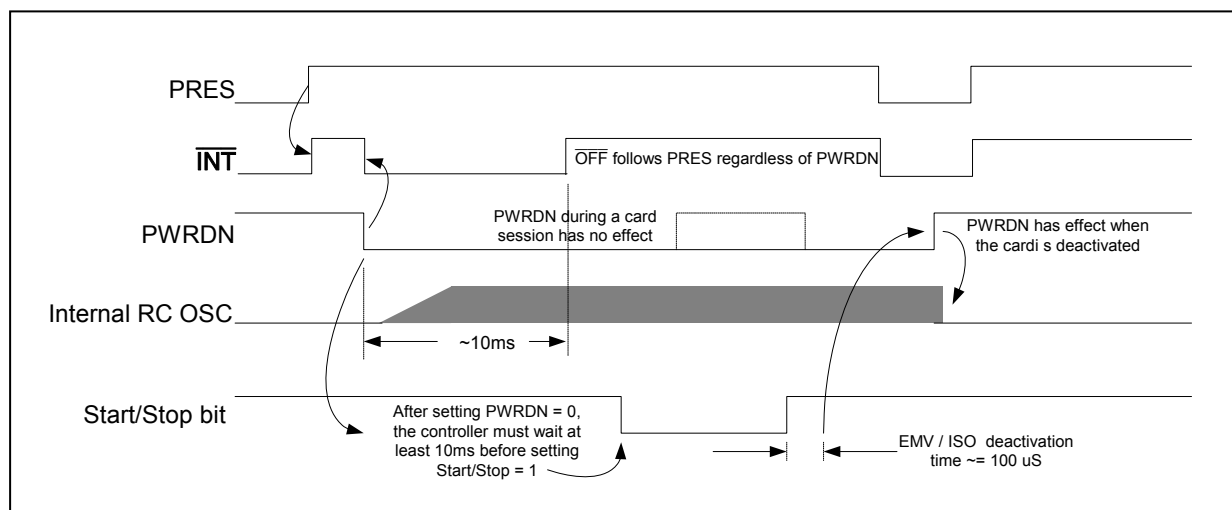 PRES
INT
OFF follows PRES regardless of PWRDN
PWRDN
PWRDN during a card
session has no effect
PWRDN has effect when
the cardi s deactivated
Internal RC OSC
~10ms
Start/Stop bit
After setting PWRDN = 0,
the controller must wait at
least 10ms before setting
Start/Stop = 1
EMV / ISO deactivation
time ~= 100 uS